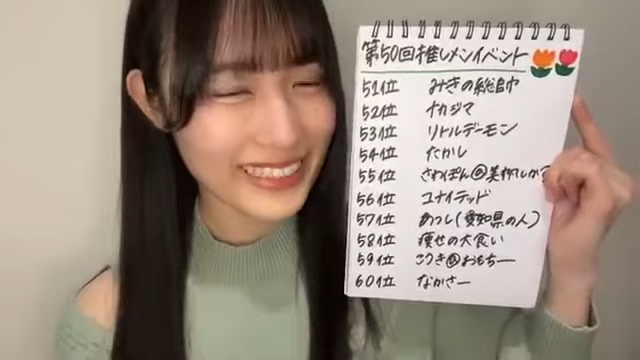 第50回推しメンイベント
51位 みきの総自巾
52位 ナカジマ
53位 リトルデーモン
54位 たかし
55位 さわぽん@美
56位 ユナイテッド
57位 あつし(愛知県の人)
58位 痩せの大食い
59位 こうき@おもちー
60位 なかさー